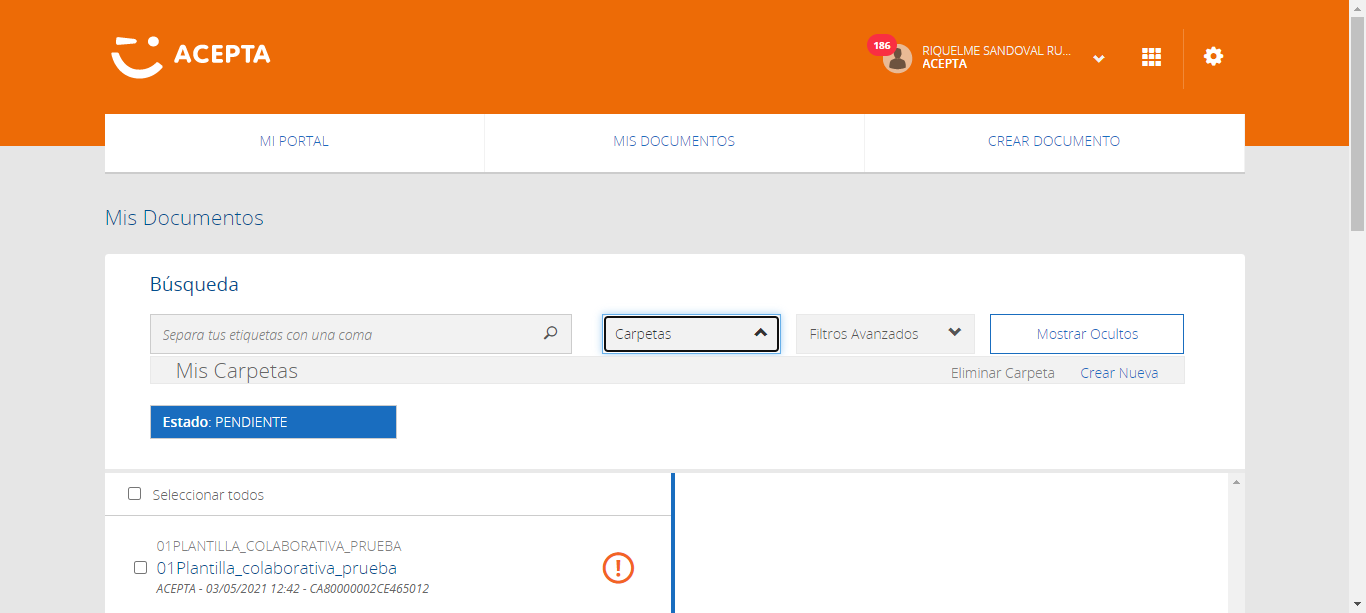 ACEPTA
186
RIQUELME SANDOVAL RU...
ACEPTA
MI PORTAL
MIS DOCUMENTOS
CREAR DOCUMENTO
Mis Documentos
Búsqueda
Separa tus etiquetas con una coma
Carpetas
Filtros Avanzados
Mostrar Ocultos
Mis Carpetas
Eliminar Carpeta
Crear Nueva
Estado: PENDIENTE
Seleccionar todos
01PLANTILLA_COLABORATIVA_PRUEBA
01Plantilla_colaborativa_prueba
ACEPTA - 03/05/2021 12:42 - CA80000002CE465012